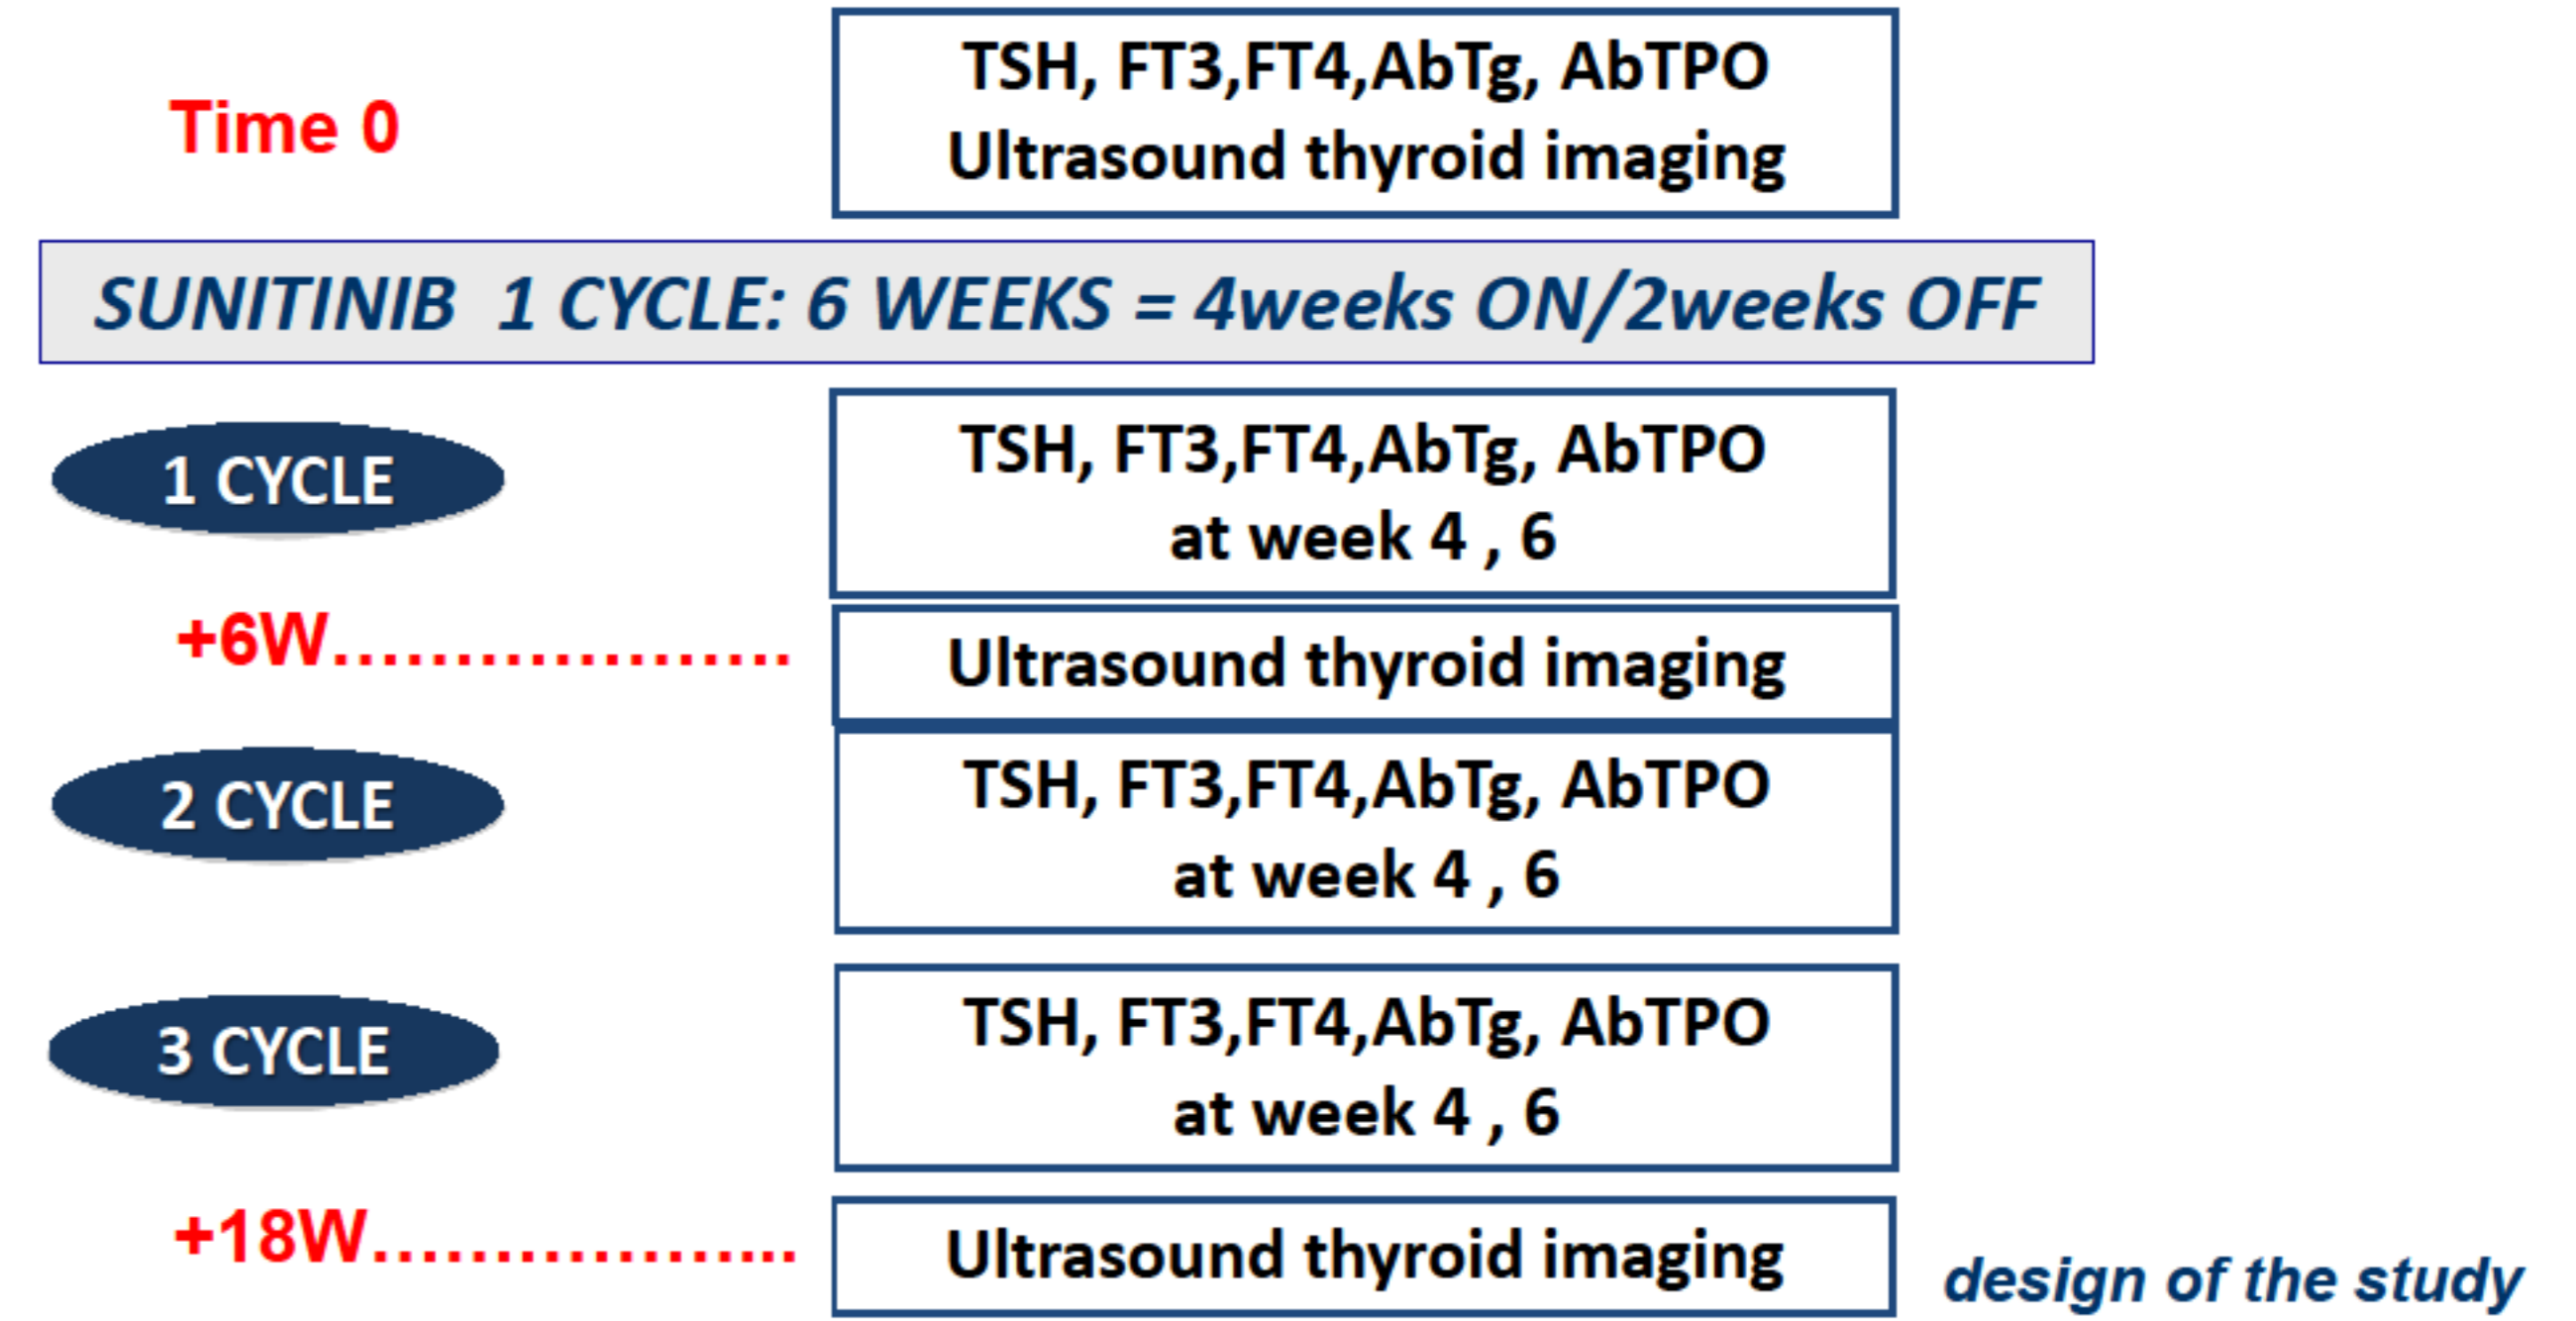 Time 0
TSH, FT3,FT4,AbTg, AbTPO
Ultrasound thyroid imaging
SUNITINIB 1 CYCLE: 6 WEEKS = 4weeks ON/2weeks OFF
1 CYCLE
TSH, FT3,FT4,AbTg, AbTPO
at week 4 , 6
+6W...................
Ultrasound thyroid imaging
2 CYCLE
TSH, FT3,FT4,AbTg, AbTPO
at week 4 , 6
3 CYCLE
TSH, FT3,FT4,AbTg, AbTPO
at week 4 , 6
+18W..................
Ultrasound thyroid imaging
design of the study